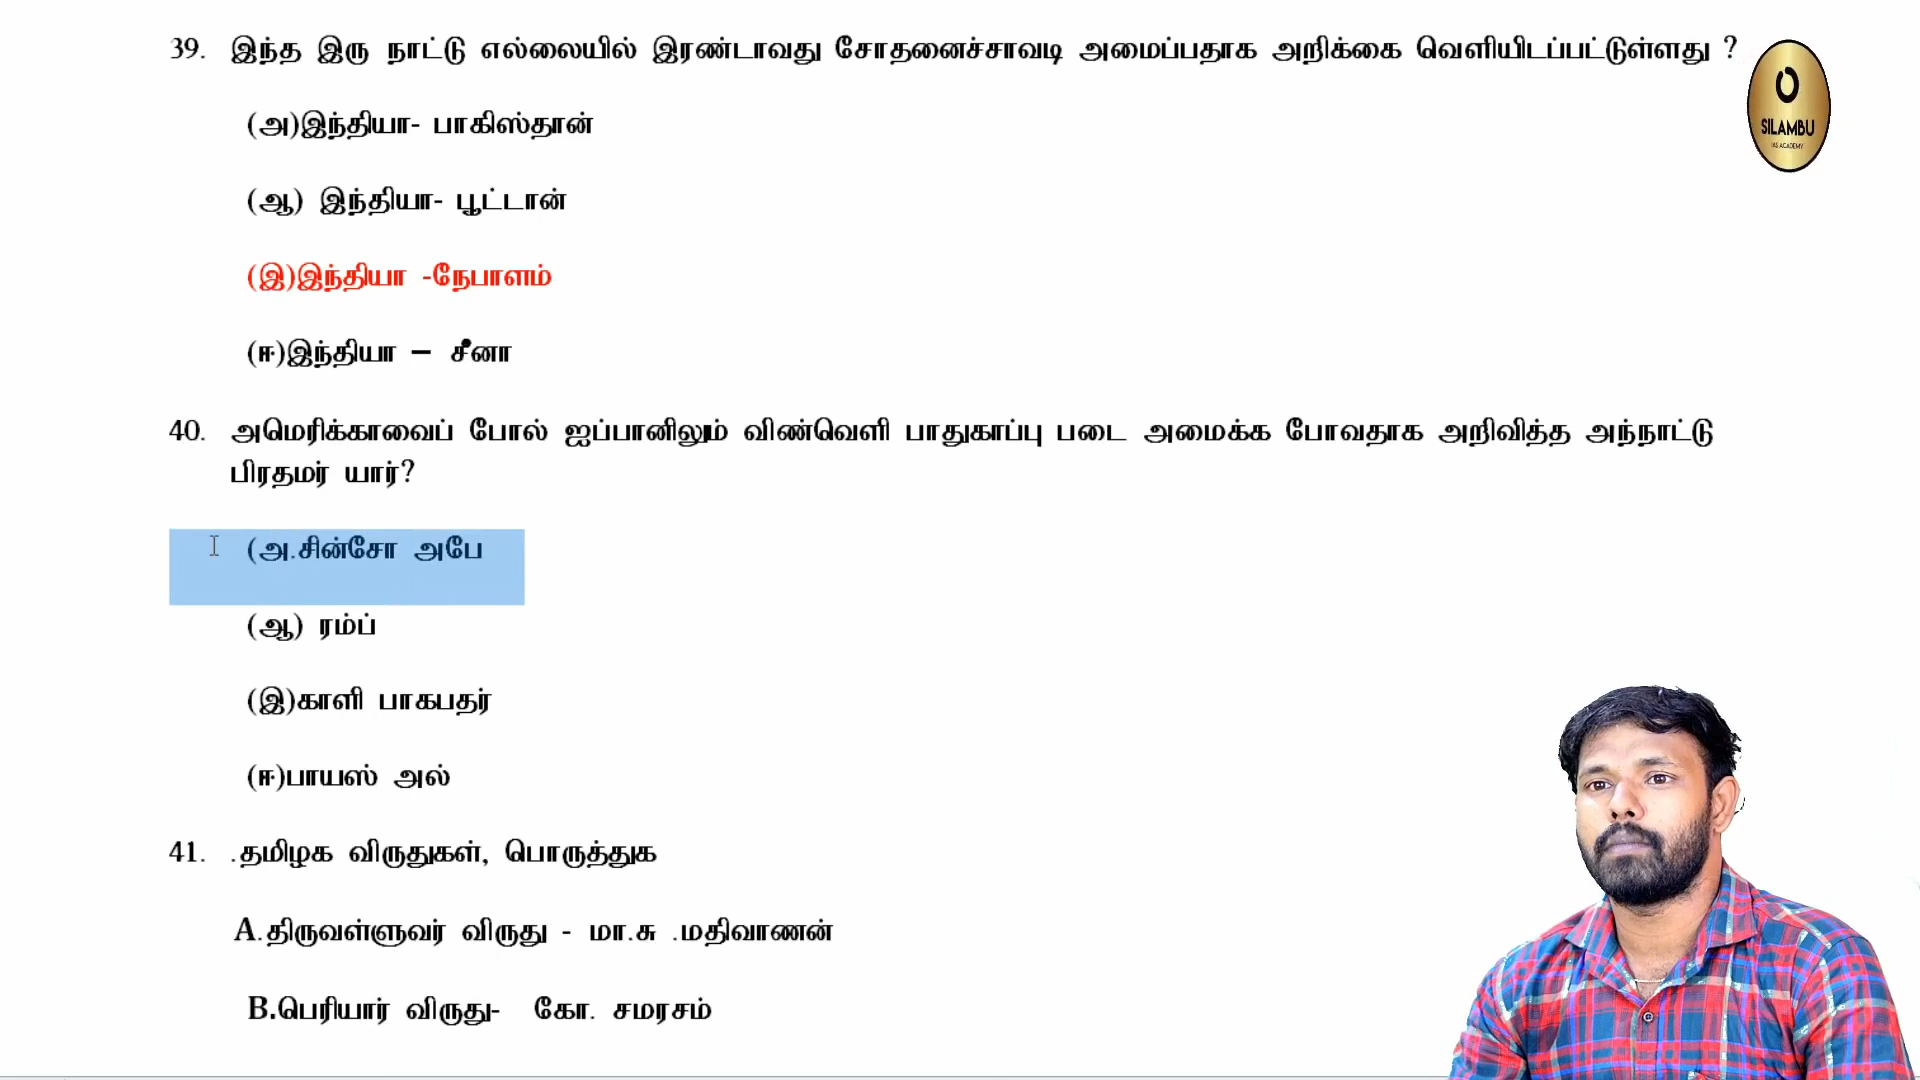 39. இந்த இரு நாட்டு எல்லையில் இரண்டாவது சோதனைச்சாவடி அமைப்பதாக அறிக்கை வெளியிடப்பட்டுள்ளது ?
(அ)இந்தியா- பாகிஸ்தான்
(ஆ) இந்தியா- பூட்டான்
(இ)இந்தியா -நேபாளம்
(ஈ)இந்தியா – சீனா
40. அமெரிக்காவைப் போல் ஐப்பானிலும் விண்வெளி பாதுகாப்பு படை அமைக்க போவதாக அறிவித்த அந்நாட்டு
பிரதமர் யார்?
(அ.சின்சோ அபே
(ஆ) ரம்ப்
(இ)காளி பாகபதர்
(ஈ)பாயஸ் அல்
41. .தமிழக விருதுகள், பொருத்துக
A.திருவள்ளுவர் விருது - மா.சு .மதிவாணன்
B.பெரியார் விருது- கோ. சமரசம்
SILAMBU
IAS ACADEMY